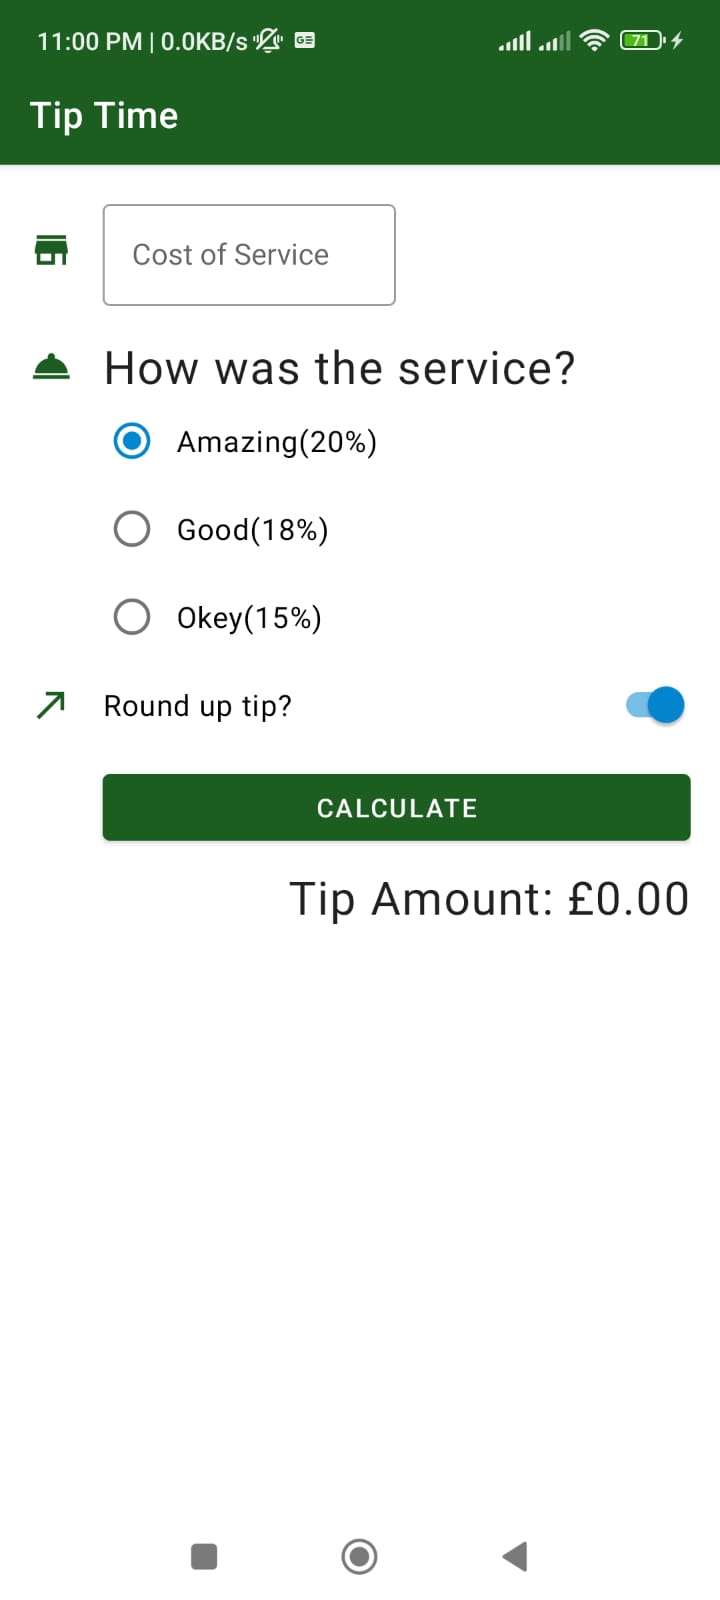 11:00 PM | 0.0KB/s GE 71
Tip Time
Cost of Service
How was the service?
Amazing(20%)
Good(18%)
Okey(15%)
Round up tip?
CALCULATE
Tip Amount: £0.00